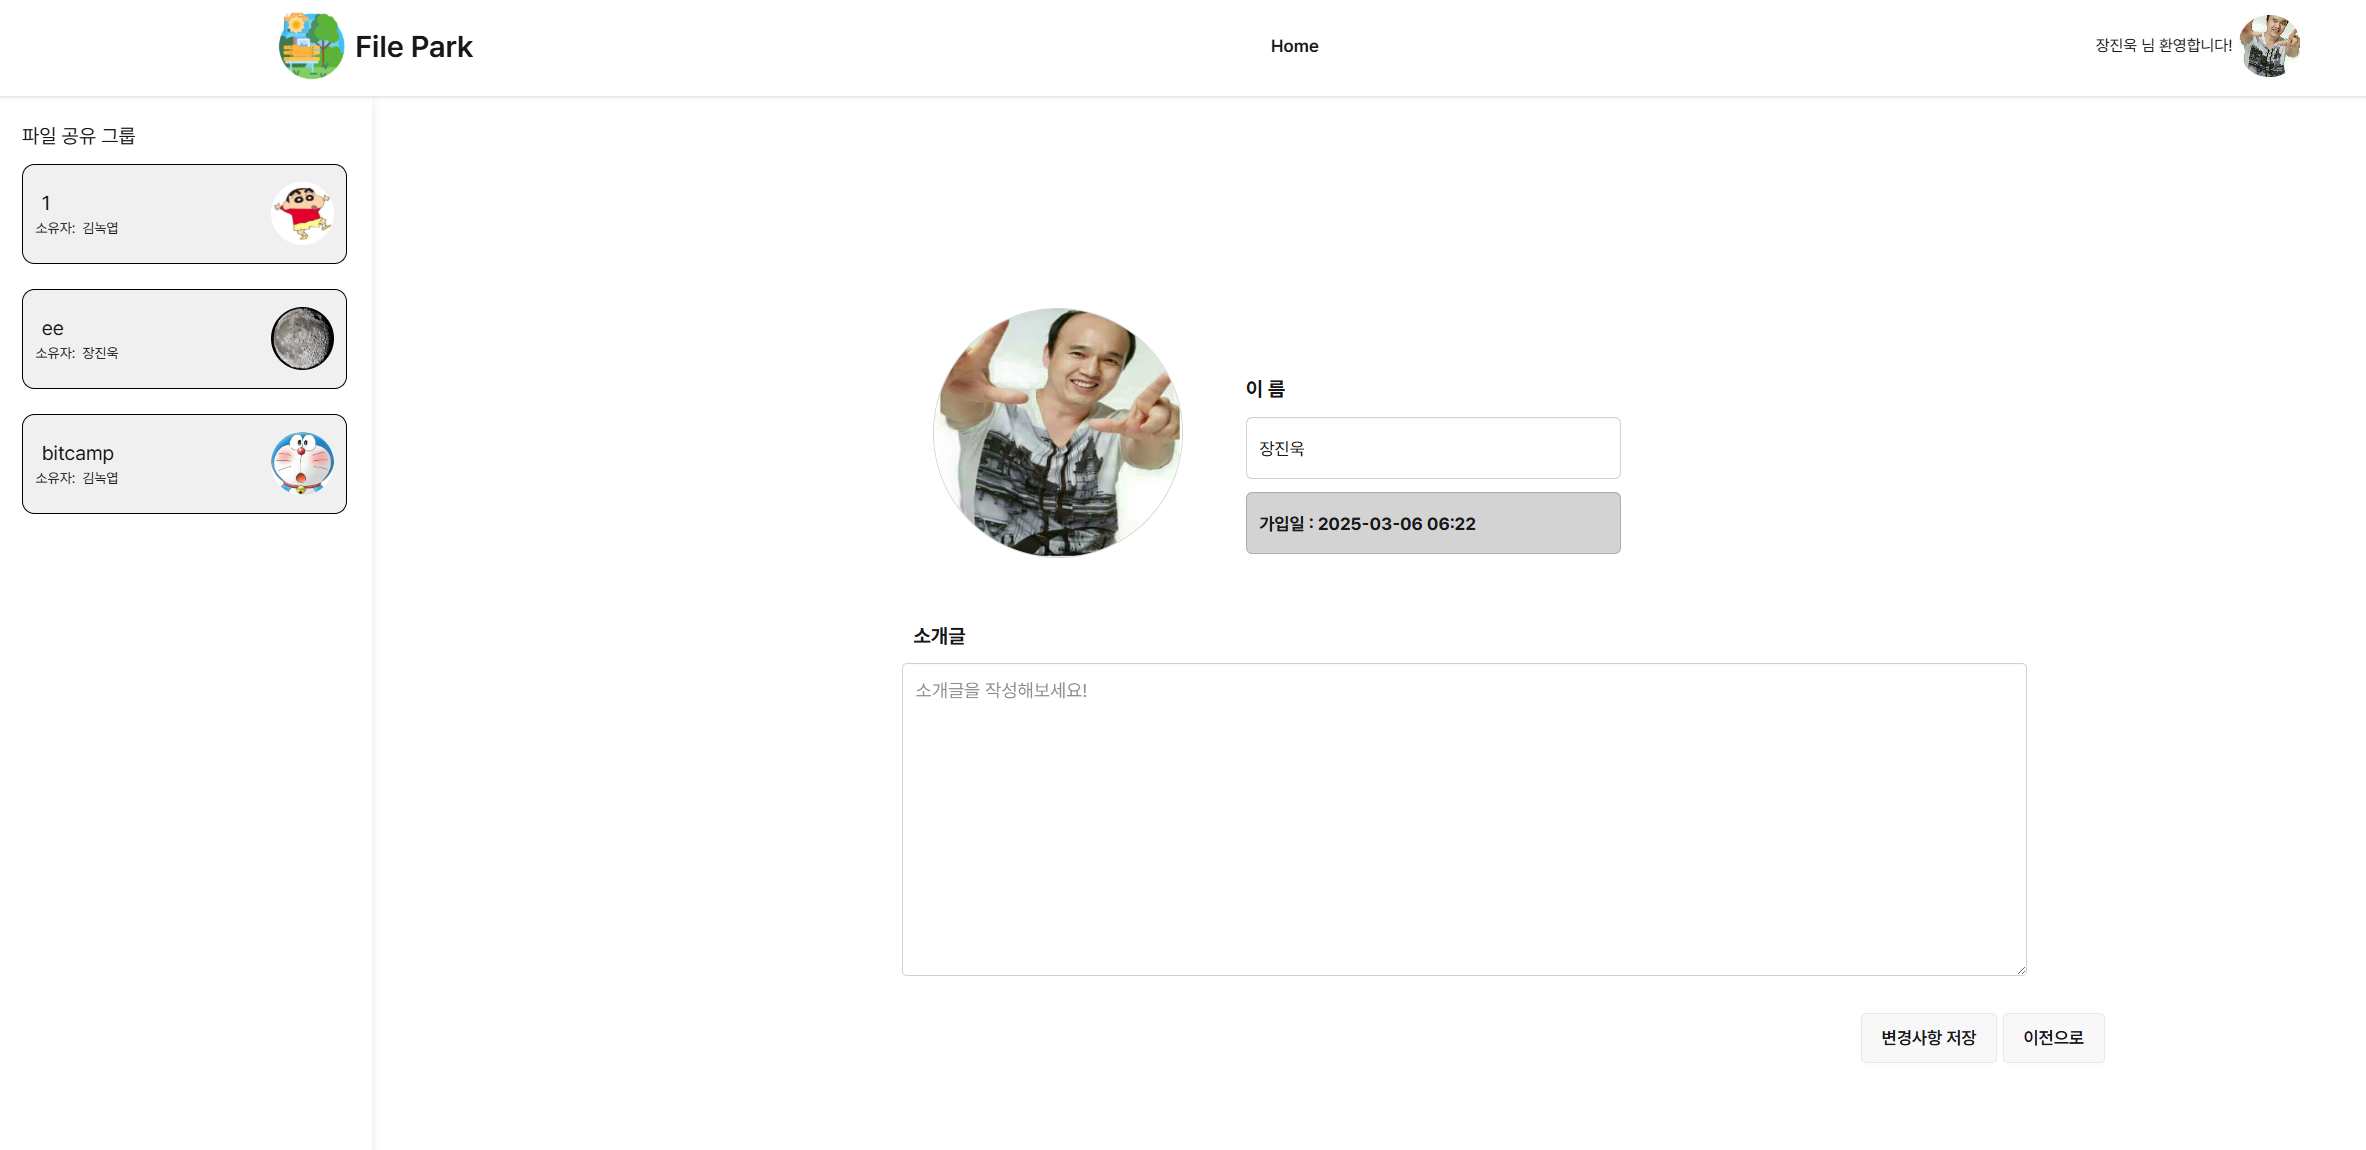 File Park
Home
장진욱 님 환영합니다!
파일 공유 그룹
1
소유자: 김녹엽
ee
소유자: 장진욱
bitcamp
소유자: 김녹엽
이 름
장진욱
가입일 : 2025-03-06 06:22
소개글
소개글을 작성해보세요!
변경사항 저장
이전으로